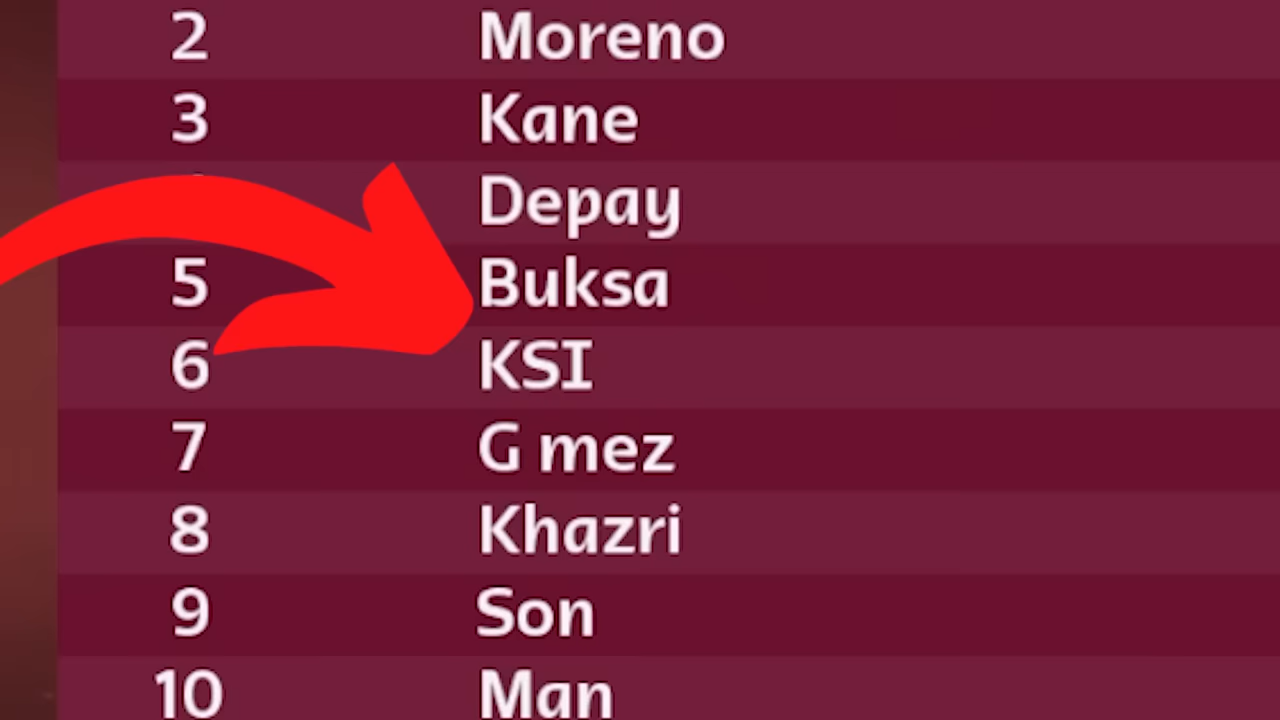 2 Moreno
3 Kane
Depay
5 Buksa
6 KSI
7 G mez
8 Khazri
9 Son
10 Man